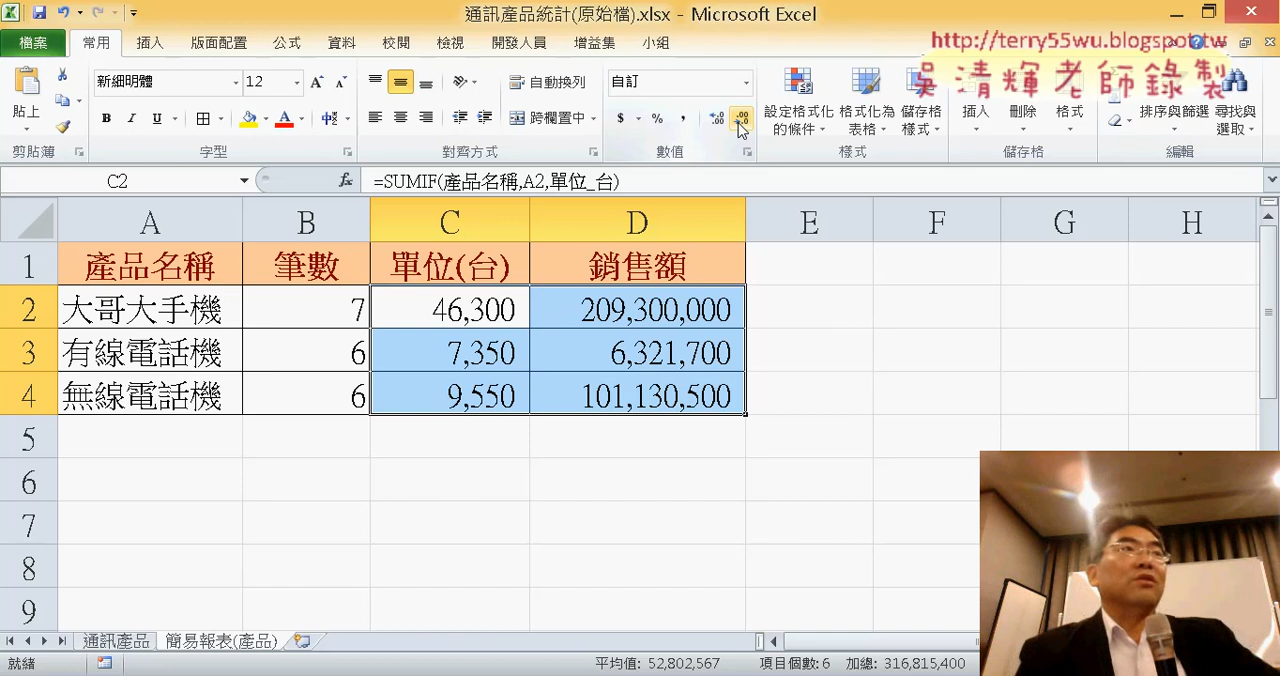 通訊產品統計(原始檔).xlsx - Microsoft Excel
檔案 常用 插入 版面配置 公式 資料 校閱 檢視 開發人員 增益集 小組
http://terry55wu.blogspot.tw
吳清輝老師錄製
貼上 新細明體 12 自動換列 自訂 設定格式化的條件 格式化為表格 儲存格樣式 插入 刪除 格式 排序與篩選 尋找與選取
B I U A 中 跨欄置中 $ % ,
剪貼簿 字型 對齊方式 數值 樣式 儲存格 編輯
C2 fx =SUMIF(產品名稱,A2,單位_台)
A B C D E F G H
1 產品名稱 筆數 單位(台) 銷售額
2 大哥大手機 7 46,300 209,300,000
3 有線電話機 6 7,350 6,321,700
4 無線電話機 6 9,550 101,130,500
5
6
7
8
9
通訊產品 簡易報表(產品)
就緒 平均值: 52,802,567 項目個數: 6 加總: 316,815,400